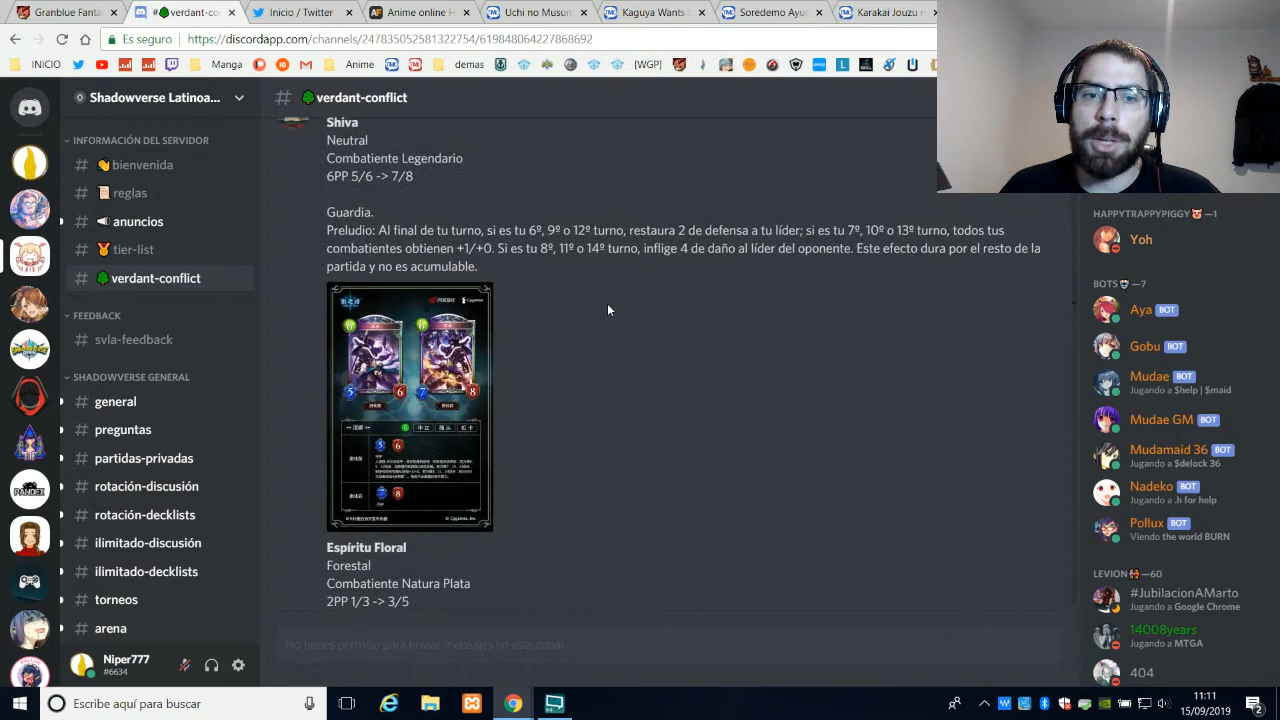 Granblue Fantas
#verdant-con
Inicio / Twitter
Anime online H
Uchi no Musum
Kaguya Wants
Soredemo Ayu
Karakai Jouzu n
Es seguro
https://discordapp.com/channels/247835052581322754/619848064227868692
INICIO
Manga
Anime
demas
[WGP]
Shadowverse Latinoa...
verdant-conflict
INFORMACIÓN DEL SERVIDOR
bienvenida
reglas
anuncios
tier-list
verdant-conflict
FEEDBACK
svla-feedback
SHADOWVERSE GENERAL
general
preguntas
partidas-privadas
rotación-discusión
rotación-decklists
ilimitado-discusión
ilimitado-decklists
torneos
arena
Niper777
#6634
Shiva
Neutral
Combatiente Legendario
6PP 5/6 -> 7/8
Guardia.
Preludio: Al final de tu turno, si es tu 6º, 9º o 12º turno, restaura 2 de defensa a tu líder; si es tu 7º, 10º o 13º turno, todos tus
combatientes obtienen +1/+0. Si es tu 8º, 11º o 14º turno, inflige 4 de daño al líder del oponente. Este efecto dura por el resto de la
partida y no es acumulable.
Espíritu Floral
Forestal
Combatiente Natura Plata
2PP 1/3 -> 3/5
No tienes permiso para enviar mensajes en este canal.
HAPPYTRAPPYPIGGY—1
Yoh
BOTS—7
Aya BOT
Gobu BOT
Mudae BOT
Jugando a $help | $maid
Mudae GM BOT
Mudamaid 36 BOT
Jugando a $delock 36
Nadeko BOT
Jugando a .h for help
Pollux BOT
Viendo the world BURN
LEVION—60
#JubilacionAMarto
Jugando a Google Chrome
14008years
Jugando a MTGA
404
Escribe aquí para buscar
11:11
15/09/2019